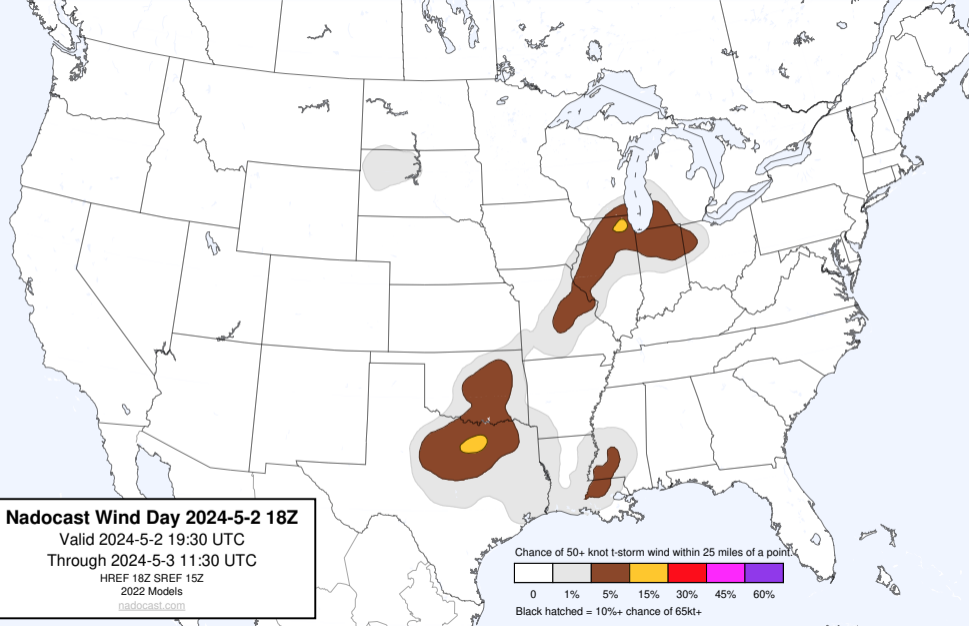 Nadocast Wind Day 2024-5-2 18Z
Valid 2024-5-2 19:30 UTC
Through 2024-5-3 11:30 UTC
HREF 18Z SREF 15Z
2022 Models
nadocast.com
Chance of 50+ knot t-storm wind within 25 miles of a point.
0 1% 5% 15% 30% 45% 60%
Black hatched = 10%+ chance of 65kt+